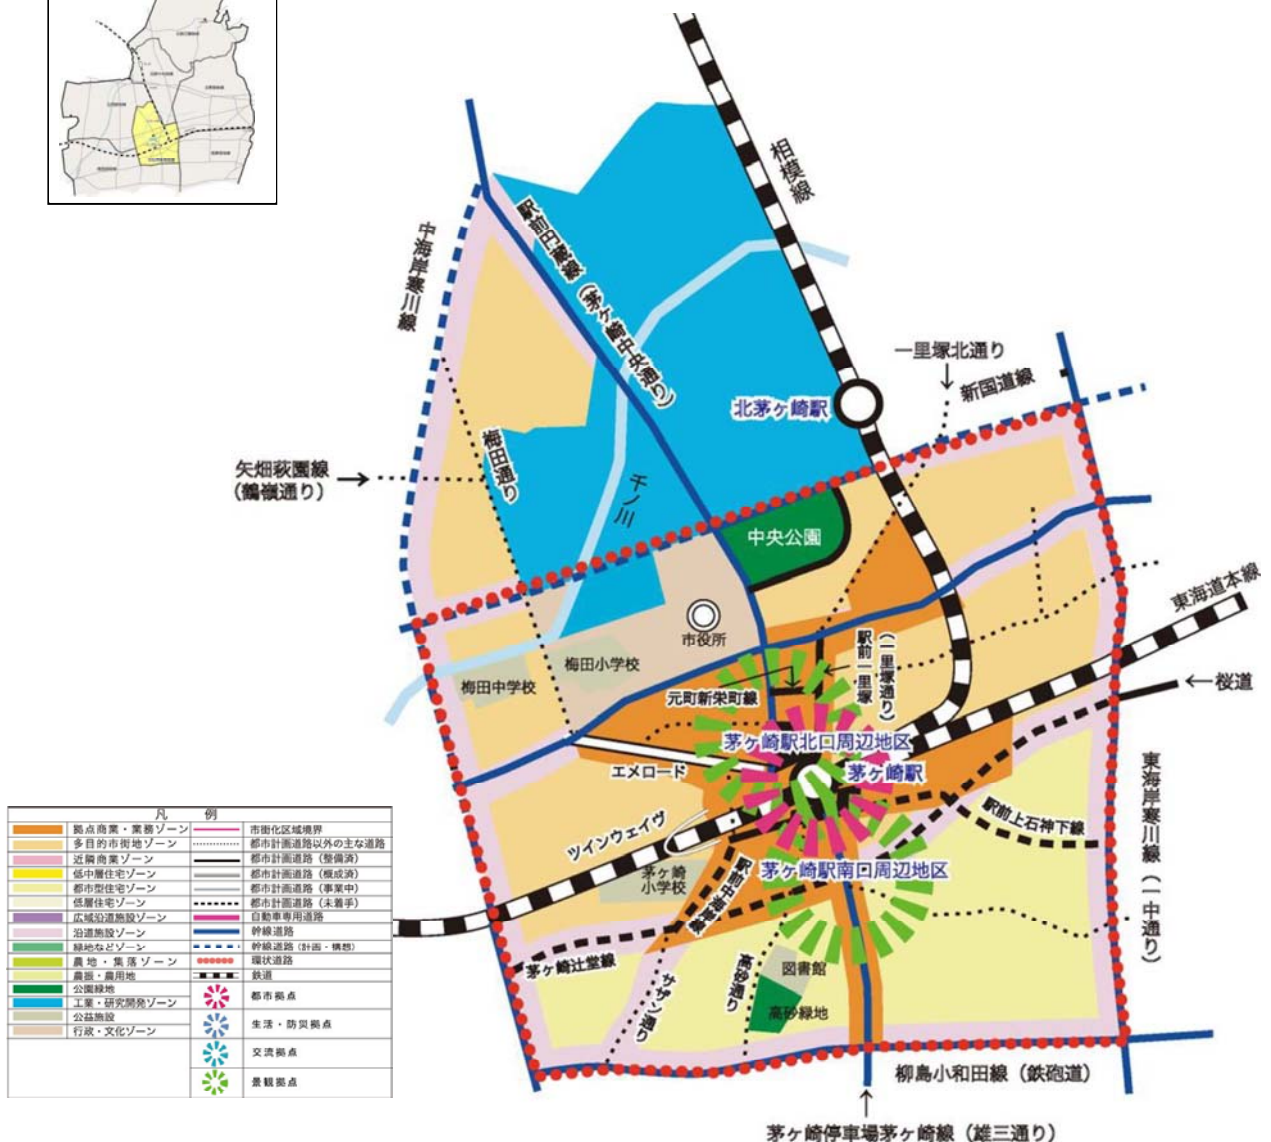 相模線
駅前円蔵線（茅ヶ崎中央通り）
中海岸寒川線
一里塚北通り
新国道線
北茅ヶ崎駅
矢畑萩園線
（鶴嶺通り）
梅田通り
千ノ川
中央公園
東海道本線
市役所
梅田小学校
梅田中学校
駅前一里塚
（一里塚通り）
元町新栄町線
桜道
茅ヶ崎駅北口周辺地区
エメロード
茅ヶ崎駅
駅前上石神下線
東海岸寒川線（一中通り）
ツインウェイヴ
茅ヶ崎駅南口周辺地区
茅ヶ崎
小学校
駅前中海岸線
茅ヶ崎辻堂線
サザン通り
高砂通り
図書館
高砂緑地
柳島小和田線（鉄砲道）
茅ヶ崎停車場茅ヶ崎線（雄三通り）
凡 例
拠点商業・業務ゾーン 市街化区域境界
多目的市街地ゾーン 都市計画道路以外の主な道路
近隣商業ゾーン 都市計画道路（整備済）
低中層住宅ゾーン 都市計画道路（概成済）
都市型住宅ゾーン 都市計画道路（事業中）
低層住宅ゾーン 都市計画道路（未着手）
広域沿道施設ゾーン 自動車専用道路
沿道施設ゾーン 幹線道路
緑地などゾーン 幹線道路（計画・構想）
農地・集落ゾーン 環状道路
農振・農用地 鉄道
公園緑地
工業・研究開発ゾーン 都市拠点
公益施設
行政・文化ゾーン 生活・防災拠点
交流拠点
景観拠点